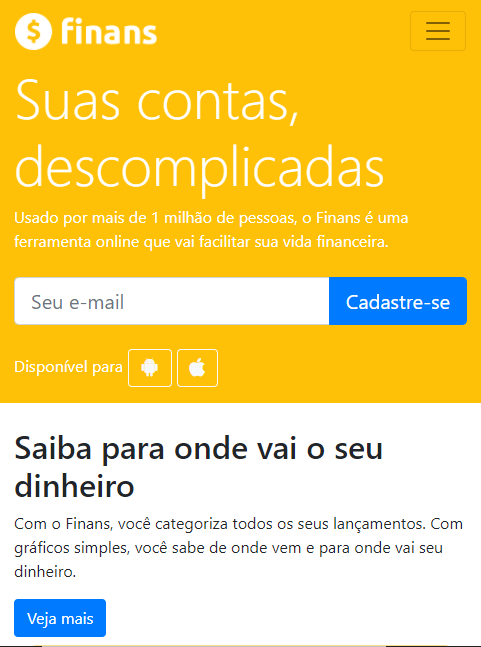 finans
Suas contas,
descomplicadas
Usado por mais de 1 milhão de pessoas, o Finans é uma
ferramenta online que vai facilitar sua vida financeira.
Seu e-mail
Cadastre-se
Disponível para
Saiba para onde vai o seu
dinheiro
Com o Finans, você categoriza todos os seus lançamentos. Com
gráficos simples, você sabe de onde vem e para onde vai seu
dinheiro.
Veja mais